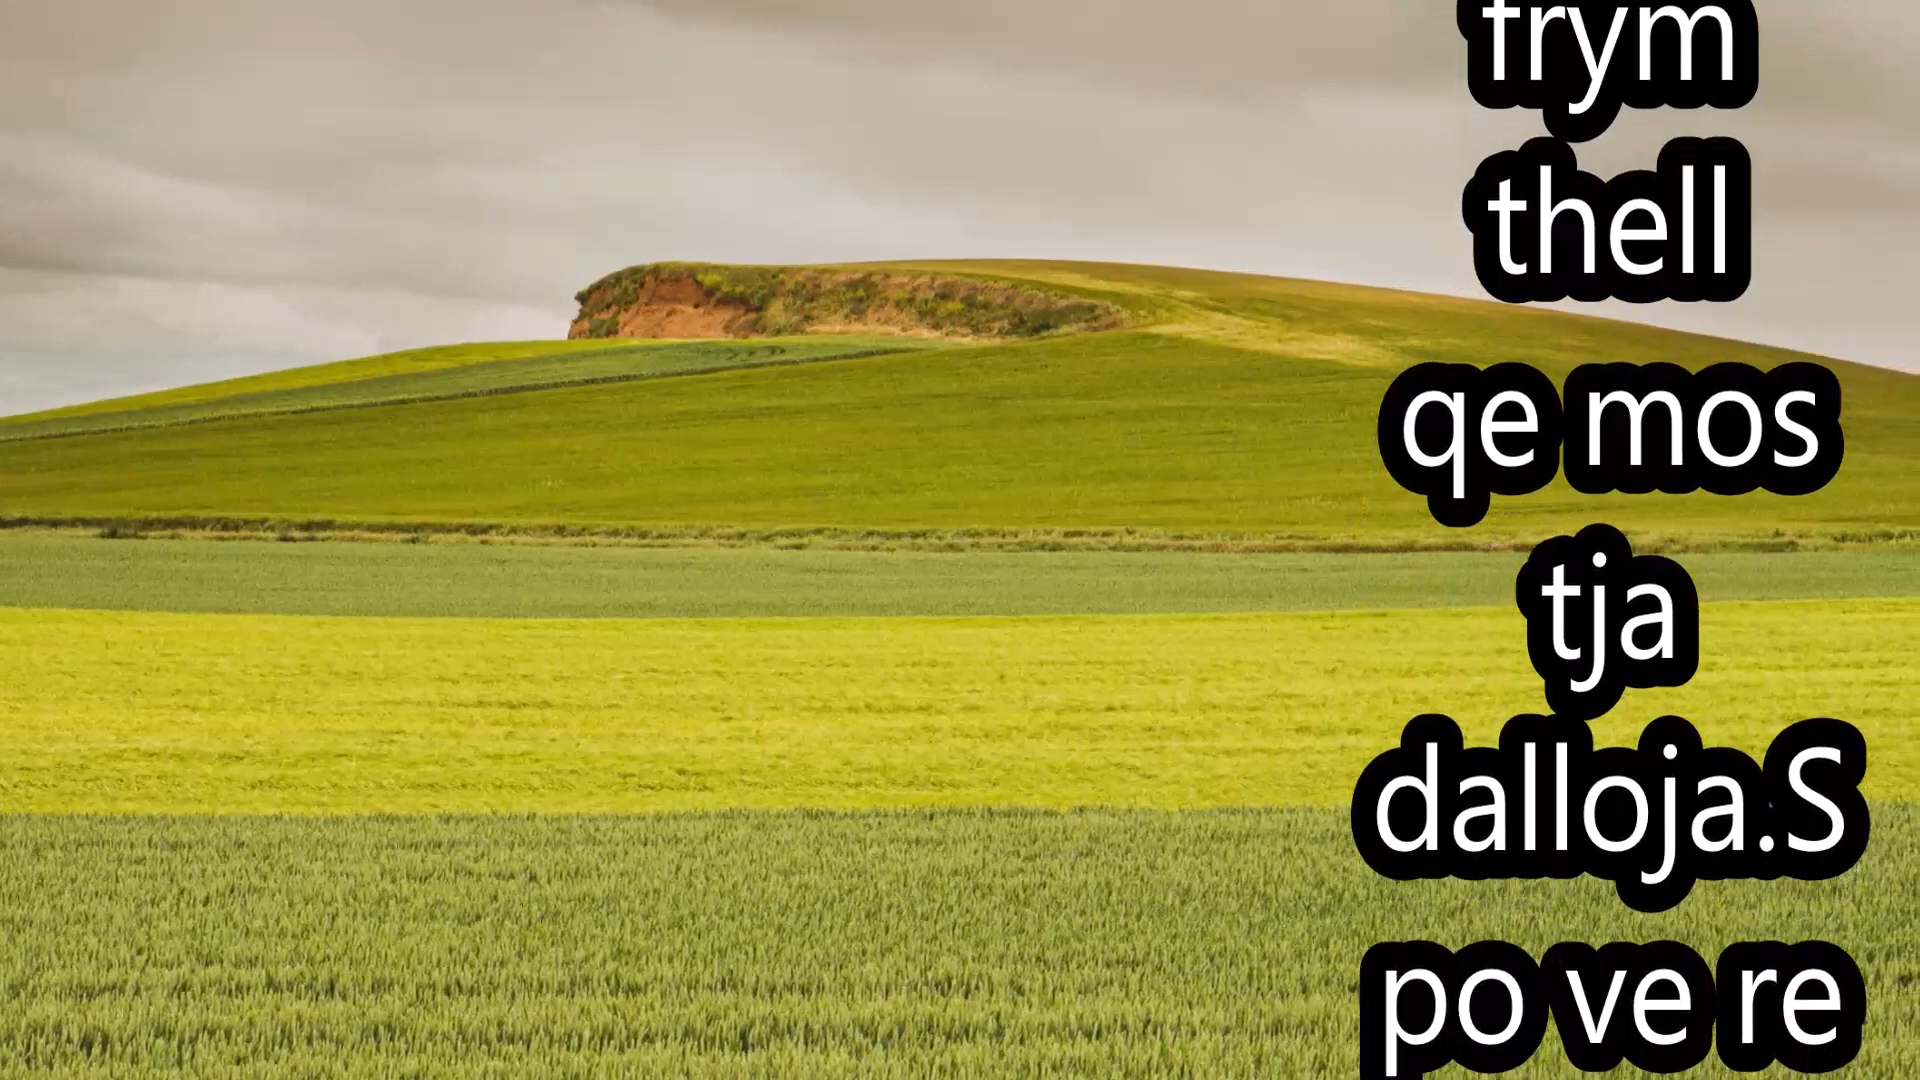 frym
thell
qe mos
tja
dalloja.S
po ve re